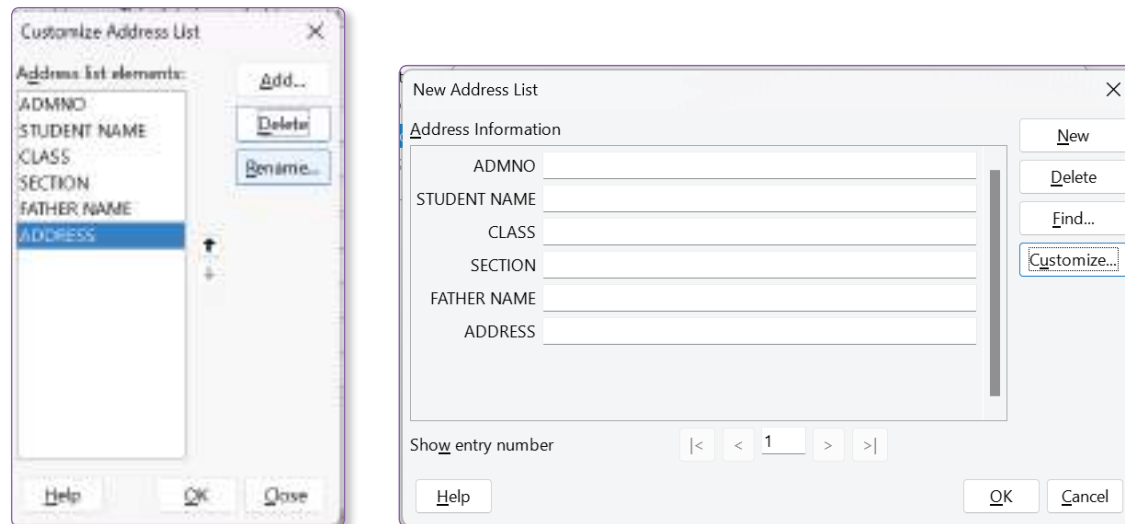 Customize Address List
Address list elements:
Add...
ADMNO
STUDENT NAME
CLASS
SECTION
FATHER NAME
ADDRESS
Delete
Rename...
Help
OK
Close
New Address List
Address Information
ADMNO
STUDENT NAME
CLASS
SECTION
FATHER NAME
ADDRESS
New
Delete
Find...
Customize...
Show entry number
|< < 1 > >|
Help
OK
Cancel